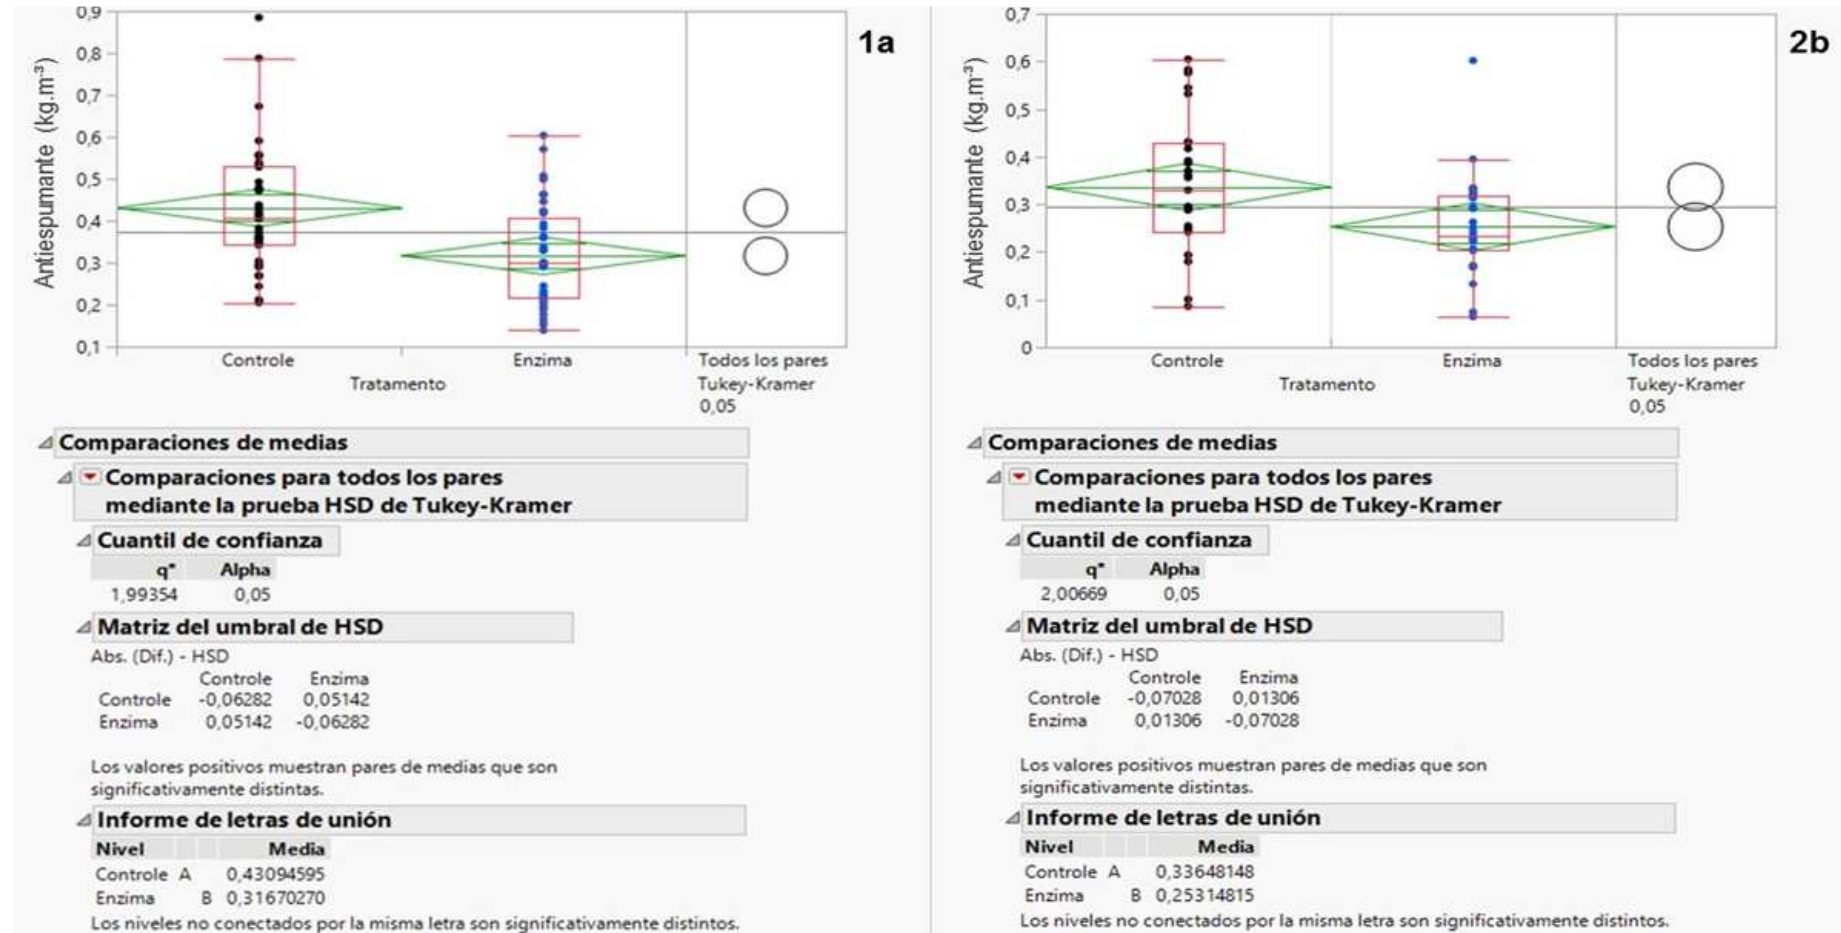 1a
Antiespumante (kg.m⁻³)
0,9
0,8
0,7
0,6
0,5
0,4
0,3
0,2
0,1
Controle
Enzima
Tratamento
Todos los pares
Tukey-Kramer
0,05
Comparaciones de medias
Comparaciones para todos los pares
mediante la prueba HSD de Tukey-Kramer
Cuantil de confianza
q* Alpha
1,99354 0,05
Matriz del umbral de HSD
Abs. (Dif.) - HSD
Controle Enzima
Controle -0,06282 0,05142
Enzima 0,05142 -0,06282
Los valores positivos muestran pares de medias que son
significativamente distintas.
Informe de letras de unión
Nivel Media
Controle A 0,43094595
Enzima B 0,31670270
Los niveles no conectados por la misma letra son significativamente distintos.
2b
Antiespumante (kg.m⁻³)
0,7
0,6
0,5
0,4
0,3
0,2
0,1
0
Controle
Enzima
Tratamento
Todos los pares
Tukey-Kramer
0,05
Comparaciones de medias
Comparaciones para todos los pares
mediante la prueba HSD de Tukey-Kramer
Cuantil de confianza
q* Alpha
2,00669 0,05
Matriz del umbral de HSD
Abs. (Dif.) - HSD
Controle Enzima
Controle -0,07028 0,01306
Enzima 0,01306 -0,07028
Los valores positivos muestran pares de medias que son
significativamente distintas.
Informe de letras de unión
Nivel Media
Controle A 0,33648148
Enzima B 0,25314815
Los niveles no conectados por la misma letra son significativamente distintos.